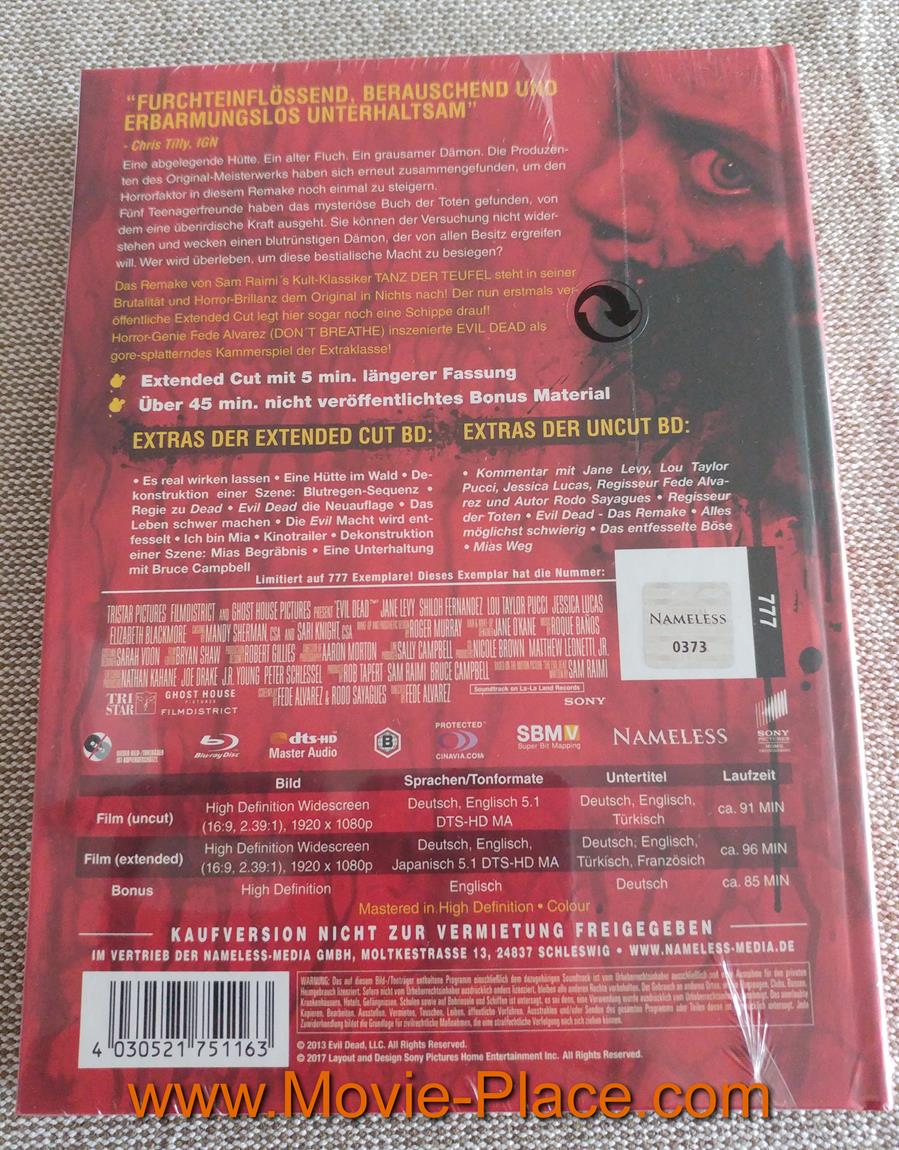 "FURCHTEINFLÖSSEND, BERAUSCHEND UND
ERBARMUNGSLOS UNTERHALTSAM"
- Chris Tilly, IGN
Eine abgelegende Hütte. Ein alter Fluch. Ein grausamer Dämon. Die Produzen-
ten des Original-Meisterwerks haben sich erneut zusammengefunden, um den
Horrorfaktor in diesem Remake noch einmal zu steigern.
Fünf Teenagerfreunde haben das mysteriöse Buch der Toten gefunden, von
dem eine überirdische Kraft ausgeht. Sie können der Versuchung nicht wider-
stehen und wecken einen blutrünstigen Dämon, der von allen Besitz ergreifen
will. Wer wird überleben, um diese bestialische Macht zu besiegen?
Das Remake von Sam Raimi´s Kult-Klassiker TANZ DER TEUFEL steht in seiner
Brutalität und Horror-Brillanz dem Original in Nichts nach! Der nun erstmals ver-
öffentliche Extended Cut legt hier sogar noch eine Schippe drauf!
Horror-Genie Fede Alvarez (DON´T BREATHE) inszenierte EVIL DEAD als
gore-splatterndes Kammerspiel der Extraklasse!
Extended Cut mit 5 min. längerer Fassung
Über 45 min. nicht veröffentlichtes Bonus Material
EXTRAS DER EXTENDED CUT BD:
• Es real wirken lassen • Eine Hütte im Wald • De-
konstruktion einer Szene: Blutregen-Sequenz •
Regie zu Dead • Evil Dead die Neuauflage • Das
Leben schwer machen • Die Evil Macht wird ent-
fesselt • Ich bin Mia • Kinotrailer • Dekonstruktion
einer Szene: Mias Begräbnis • Eine Unterhaltung
mit Bruce Campbell
EXTRAS DER UNCUT BD:
• Kommentar mit Jane Levy, Lou Taylor
Pucci, Jessica Lucas, Regisseur Fede Alva-
rez und Autor Rodo Sayagues • Regisseur
der Toten • Evil Dead - Das Remake • Alles
möglichst schwierig • Das entfesselte Böse
• Mias Weg
Limitiert auf 777 Exemplare! Dieses Exemplar hat die Nummer:
NAMELESS
0373
777
TRISTAR PICTURES FILMDISTRICT AND GHOST HOUSE PICTURES PRESENT EVIL DEAD JANE LEVY SHILOH FERNANDEZ LOU TAYLOR PUCCI JESSICA LUCAS
ELIZABETH BLACKMORE MANDY SHERMAN, CSA AND SARI KNIGHT, CSA ROGER MURRAY JANE O'KANE ROQUE BAÑOS
SARAH VOON BRYAN SHAW ROBERT GILLIES AARON MORTON SALLY CAMPBELL NICOLE BROWN MATTHEW LEONETTI, JR.
NATHAN KAHANE JOE DRAKE J.R. YOUNG PETER SCHLESSEL ROB TAPERT SAM RAIMI BRUCE CAMPBELL SAM RAIMI
FEDE ALVAREZ & RODO SAYAGUES FEDE ALVAREZ
Soundtrack on La-La Land Records
TRI STAR
GHOST HOUSE
PICTURES
FILMDISTRICT
SONY
Blu-ray Disc
dts-HD
Master Audio
B
PROTECTED
CINAVIA.COM
SBMV
Super Bit Mapping
NAMELESS
SONY
PICTURES
Bild Sprachen/Tonformate Untertitel Laufzeit
Film (uncut) High Definition Widescreen (16:9, 2.39:1), 1920 x 1080p Deutsch, Englisch 5.1 DTS-HD MA Deutsch, Englisch, Türkisch ca. 91 MIN
Film (extended) High Definition Widescreen (16:9, 2.39:1), 1920 x 1080p Deutsch, Englisch, Japanisch 5.1 DTS-HD MA Deutsch, Englisch, Türkisch, Französich ca. 96 MIN
Bonus High Definition Englisch Deutsch ca. 85 MIN
Mastered in High Definition • Colour
KAUFVERSION NICHT ZUR VERMIETUNG FREIGEGEBEN
IM VERTRIEB DER NAMELESS-MEDIA GMBH, MOLTKESTRASSE 13, 24837 SCHLESWIG • WWW.NAMELESS-MEDIA.DE
4 030521 751163
© 2013 Evil Dead, LLC. All Rights Reserved.
© 2017 Layout and Design Sony Pictures Home Entertainment Inc. All Rights Reserved.
www.Movie-Place.com